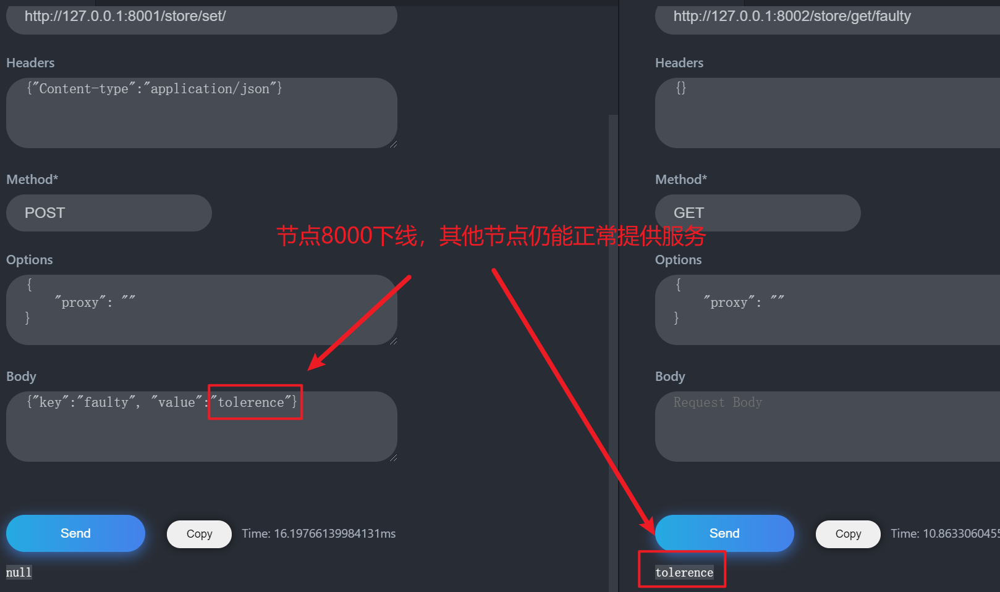 http://127.0.0.1:8001/store/set/
Headers
{"Content-type":"application/json"}
Method*
POST
Options
{
"proxy": ""
}
Body
{"key":"faulty", "value":"tolerence"}
Send
Copy
Time: 16.19766139984131ms
null
节点8000下线，其他节点仍能正常提供服务
http://127.0.0.1:8002/store/get/faulty
Headers
{}
Method*
GET
Options
{
"proxy": ""
}
Body
Request Body
Send
Copy
Time: 10.8633060455
tolerence